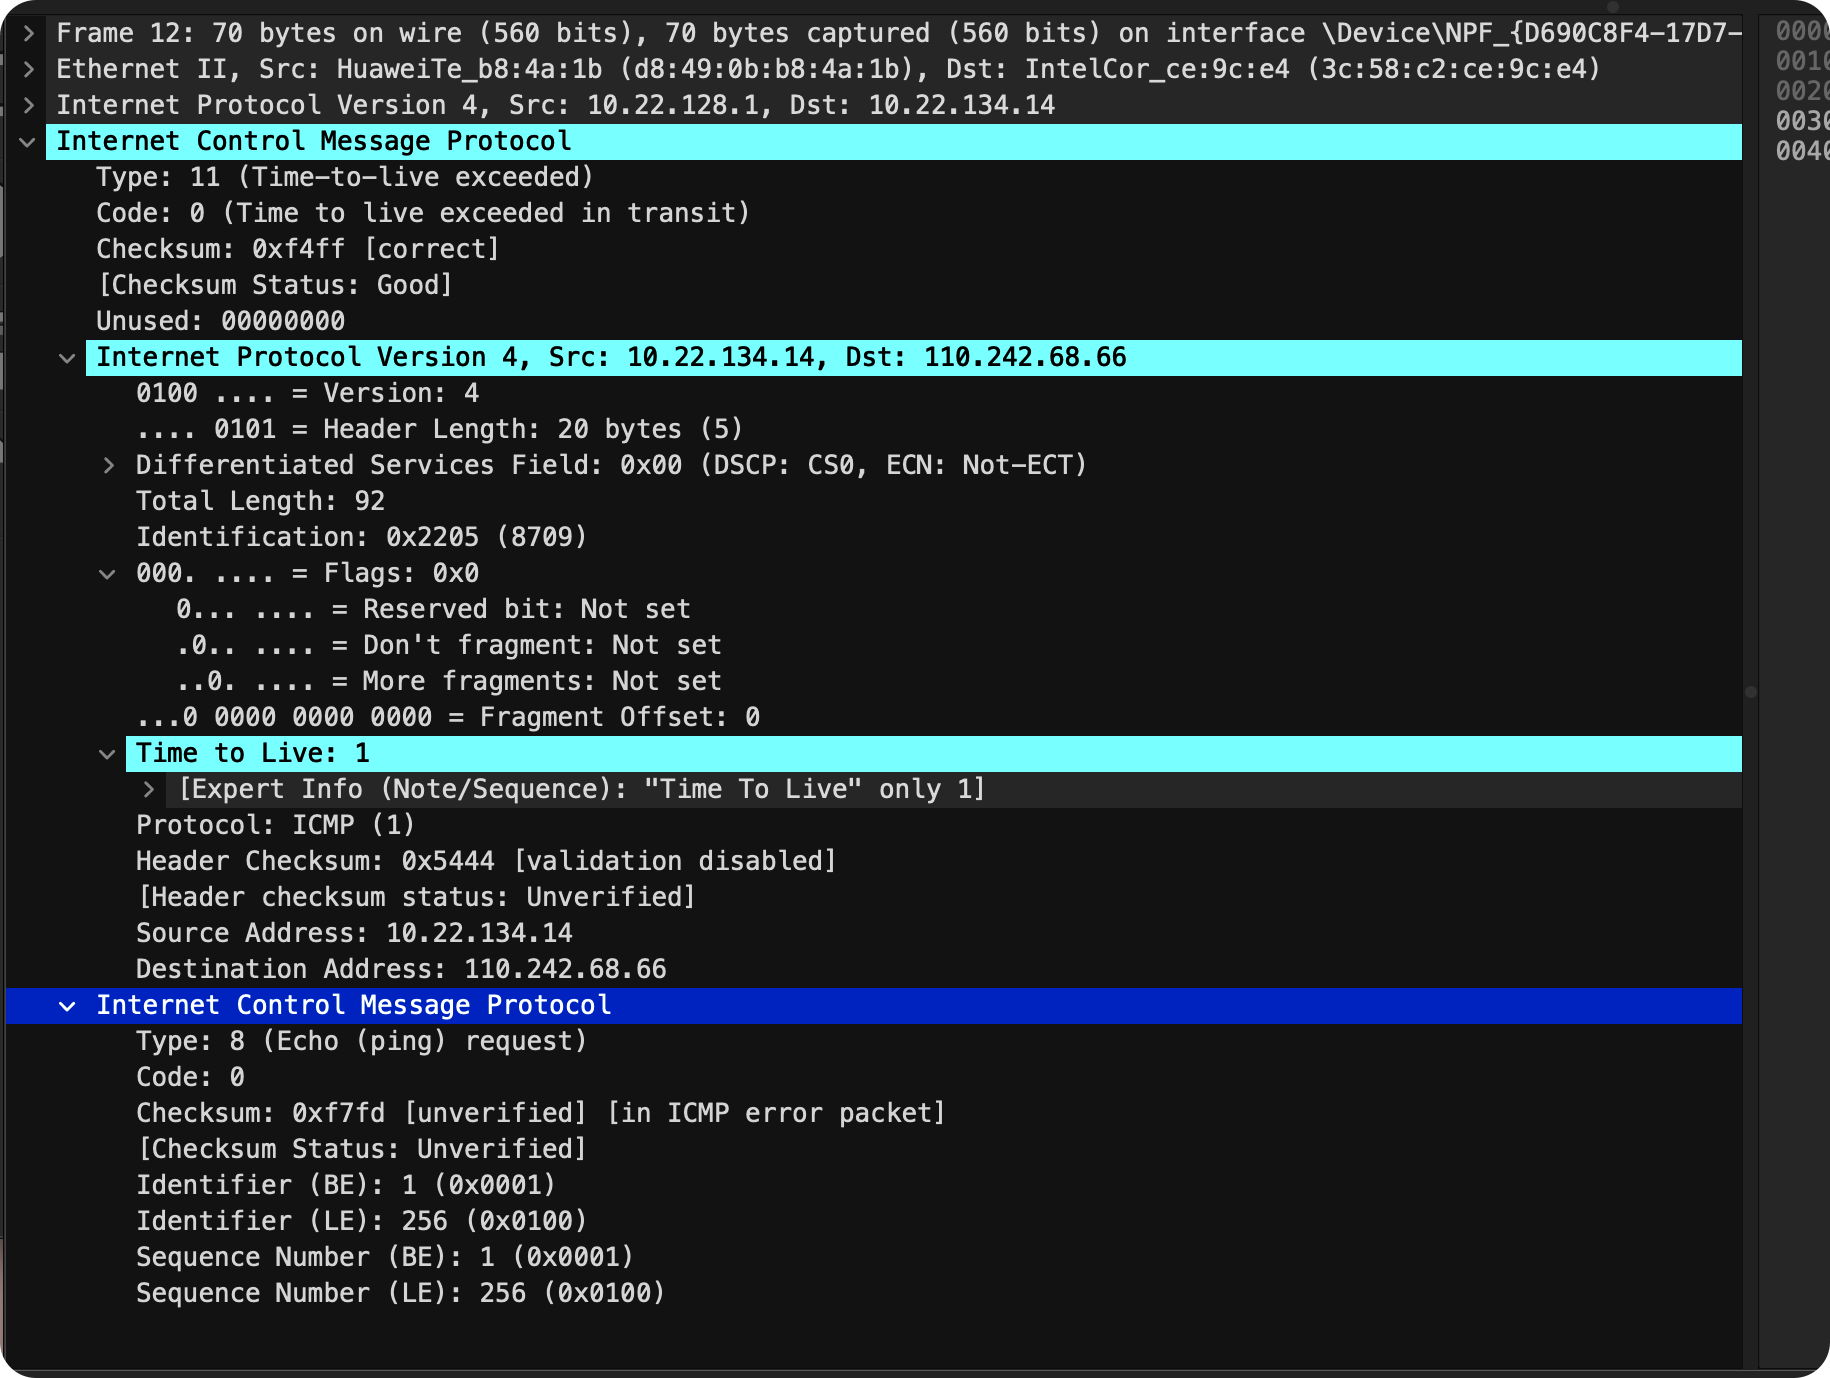 Frame 12: 70 bytes on wire (560 bits), 70 bytes captured (560 bits) on interface \Device\NPF_{D690C8F4-17D7-
Ethernet II, Src: HuaweiTe_b8:4a:1b (d8:49:0b:b8:4a:1b), Dst: IntelCor_ce:9c:e4 (3c:58:c2:ce:9c:e4)
Internet Protocol Version 4, Src: 10.22.128.1, Dst: 10.22.134.14
Internet Control Message Protocol
Type: 11 (Time-to-live exceeded)
Code: 0 (Time to live exceeded in transit)
Checksum: 0xf4ff [correct]
[Checksum Status: Good]
Unused: 00000000
Internet Protocol Version 4, Src: 10.22.134.14, Dst: 110.242.68.66
0100 .... = Version: 4
.... 0101 = Header Length: 20 bytes (5)
Differentiated Services Field: 0x00 (DSCP: CS0, ECN: Not-ECT)
Total Length: 92
Identification: 0x2205 (8709)
000. .... = Flags: 0x0
0... .... = Reserved bit: Not set
.0.. .... = Don't fragment: Not set
..0. .... = More fragments: Not set
...0 0000 0000 0000 = Fragment Offset: 0
Time to Live: 1
[Expert Info (Note/Sequence): "Time To Live" only 1]
Protocol: ICMP (1)
Header Checksum: 0x5444 [validation disabled]
[Header checksum status: Unverified]
Source Address: 10.22.134.14
Destination Address: 110.242.68.66
Internet Control Message Protocol
Type: 8 (Echo (ping) request)
Code: 0
Checksum: 0xf7fd [unverified] [in ICMP error packet]
[Checksum Status: Unverified]
Identifier (BE): 1 (0x0001)
Identifier (LE): 256 (0x0100)
Sequence Number (BE): 1 (0x0001)
Sequence Number (LE): 256 (0x0100)
0000
0010
0020
0030
0040